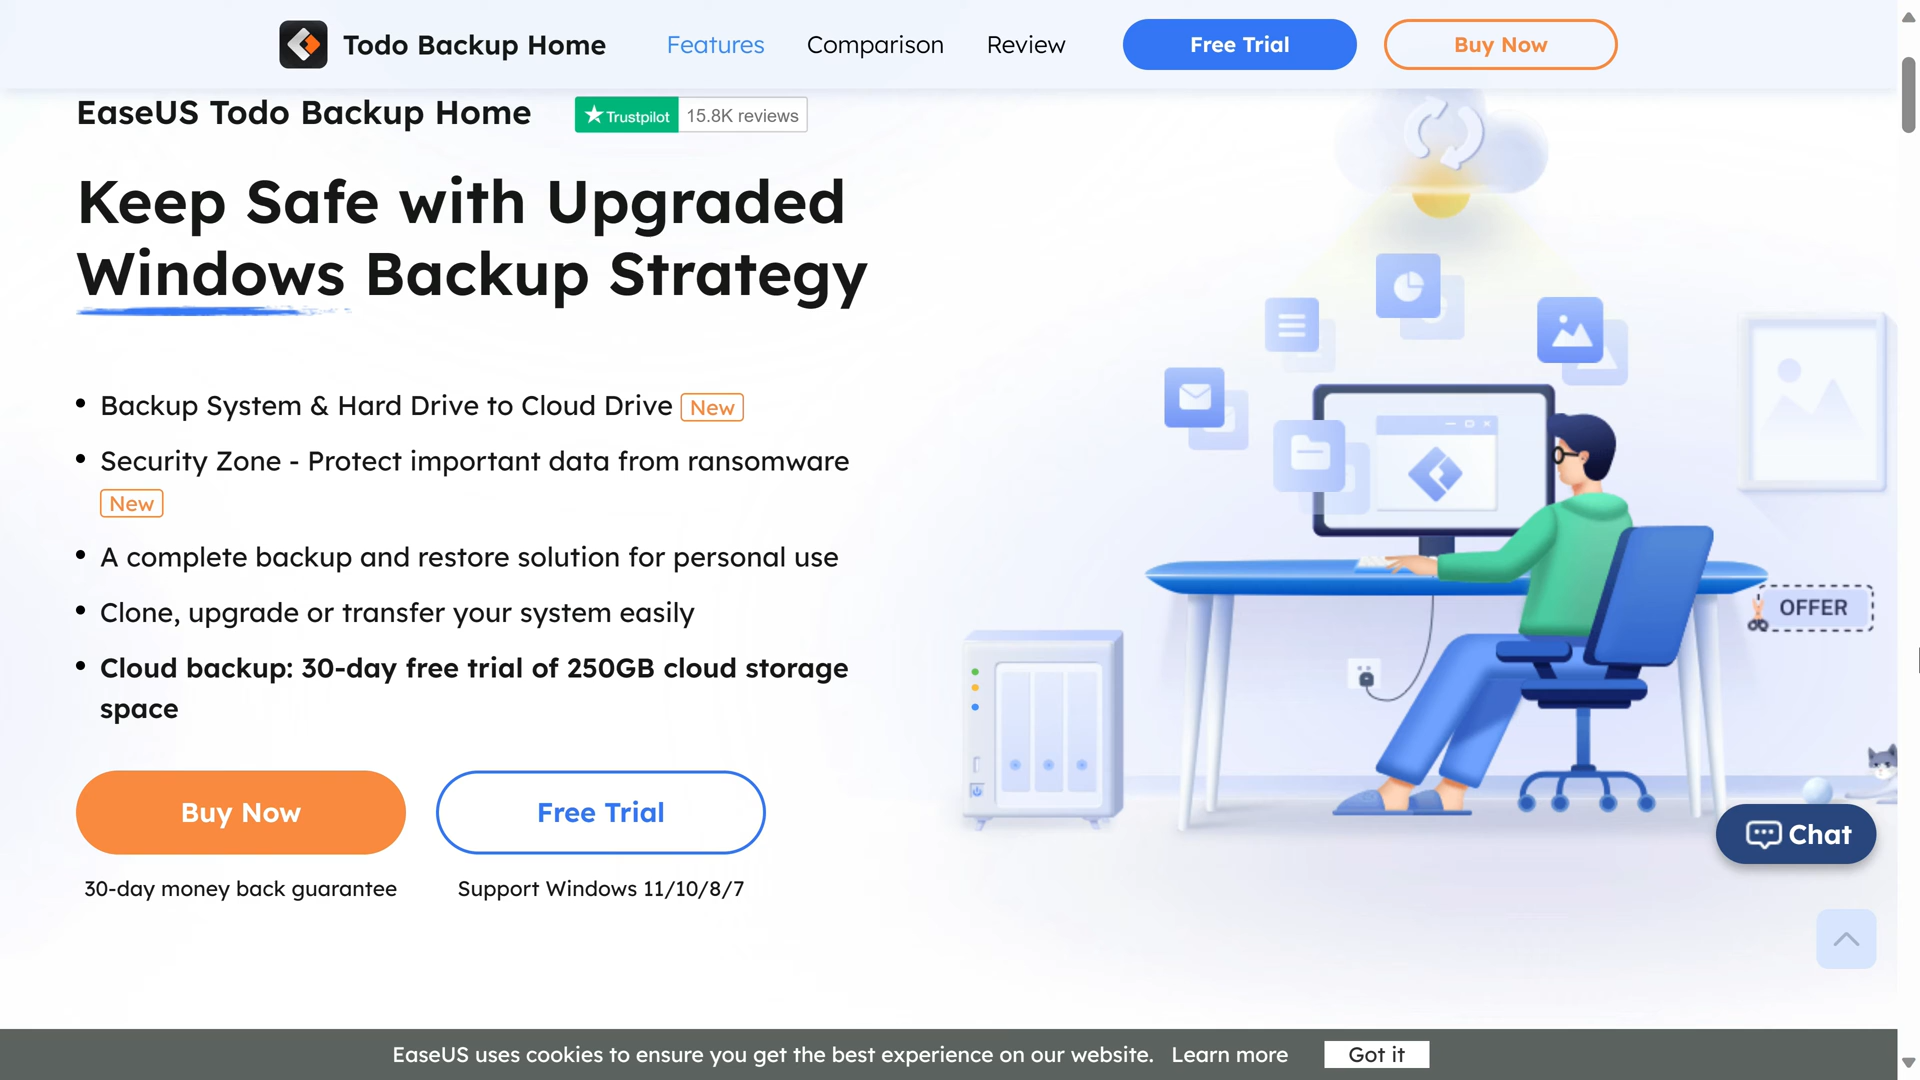 Todo Backup Home
Features
Comparison
Review
Free Trial
Buy Now
EaseUS Todo Backup Home
Trustpilot
15.8K reviews
Keep Safe with Upgraded
Windows Backup Strategy
Backup System & Hard Drive to Cloud Drive New
Security Zone - Protect important data from ransomware
New
A complete backup and restore solution for personal use
Clone, upgrade or transfer your system easily
Cloud backup: 30-day free trial of 250GB cloud storage
space
Buy Now
Free Trial
30-day money back guarantee
Support Windows 11/10/8/7
OFFER
Chat
EaseUS uses cookies to ensure you get the best experience on our website. Learn more
Got it